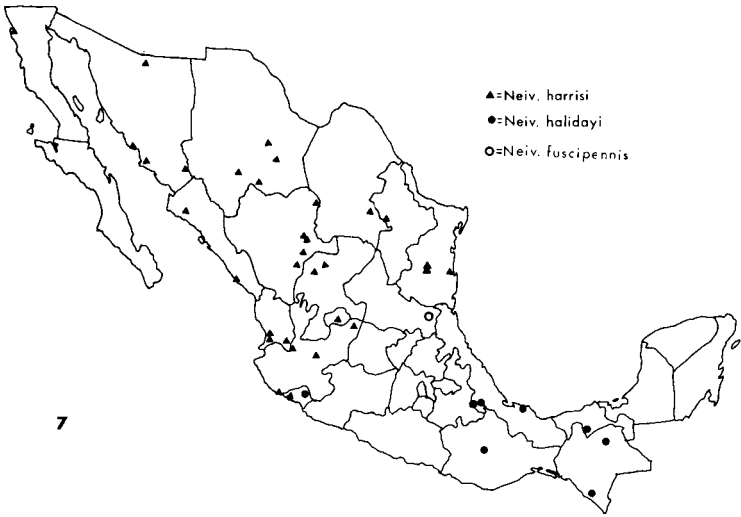 ▲=Neiv. harrisi
●=Neiv. halidayi
○=Neiv. fuscipennis
7